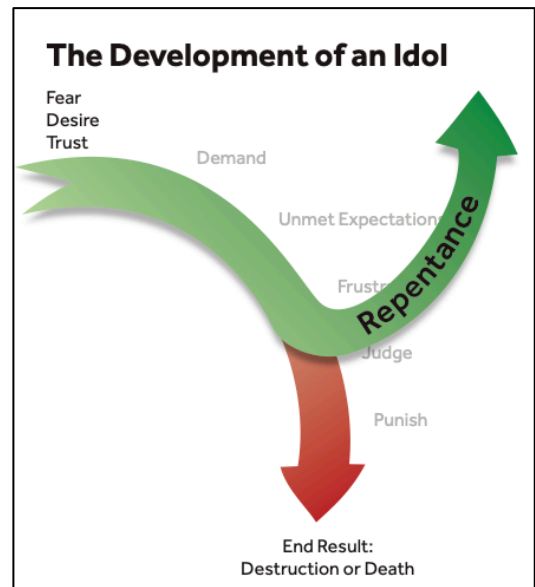 The Development of an Idol
Fear
Desire
Trust
Demand
Unmet Expectations
Frustr
Repentance
Judge
Punish
End Result:
Destruction or Death